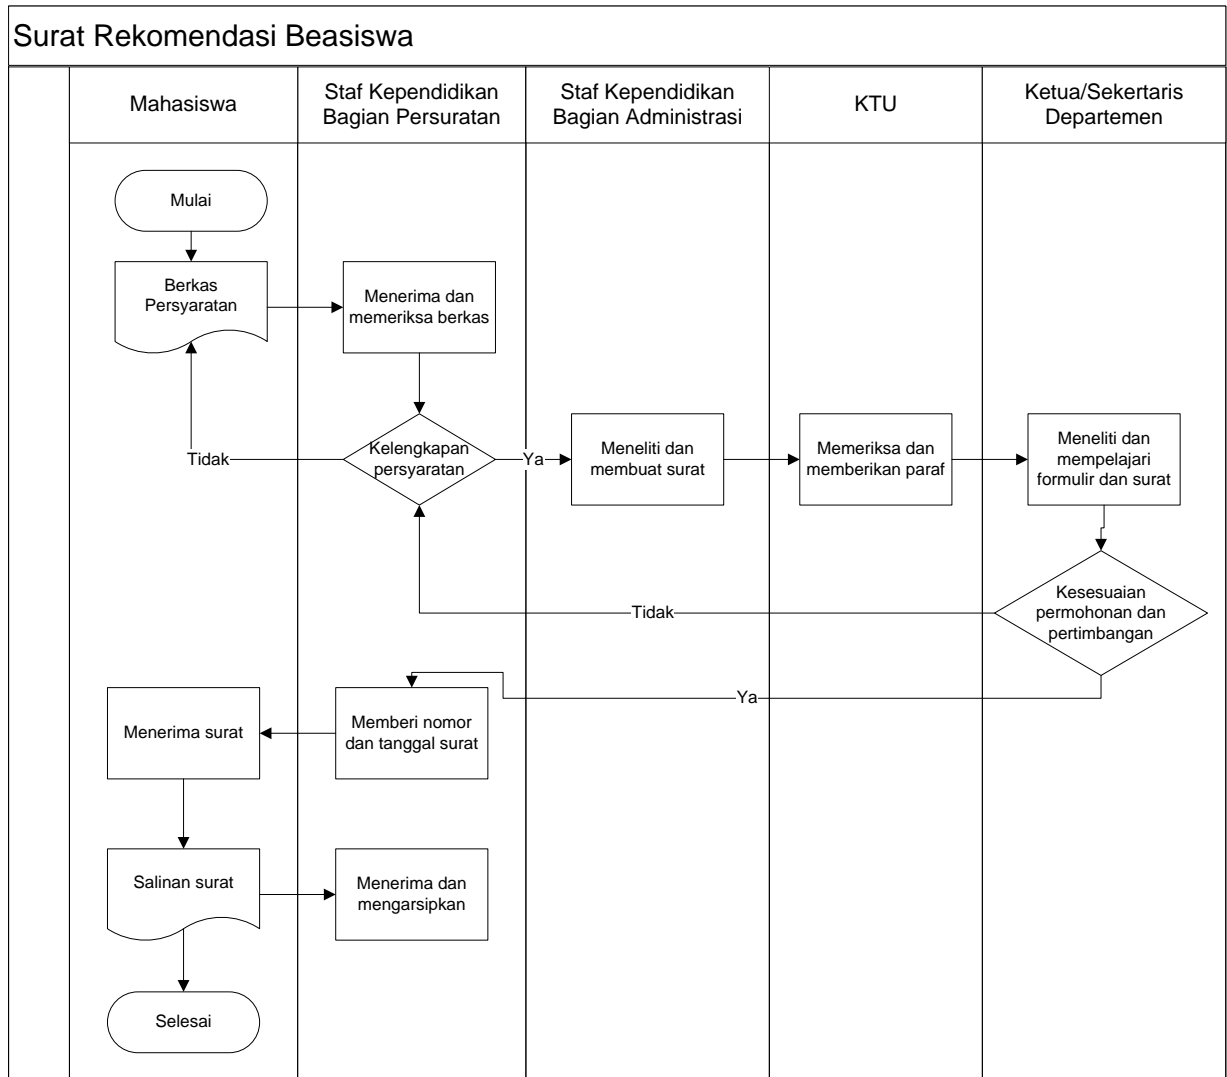 Surat Rekomendasi Beasiswa
Mahasiswa
Staf Kependidikan
Bagian Persuratan
Staf Kependidikan
Bagian Administrasi
KTU
Ketua/Sekertaris
Departemen
Mulai
Berkas
Persyaratan
Menerima dan
memeriksa berkas
Kelengkapan
persyaratan
Tidak
Ya
Meneliti dan
membuat surat
Memeriksa dan
memberikan paraf
Meneliti dan
mempelajari
formulir dan surat
Kesesuaian
permohonan dan
pertimbangan
Tidak
Ya
Memberi nomor
dan tanggal surat
Menerima surat
Salinan surat
Menerima dan
mengarsipkan
Selesai